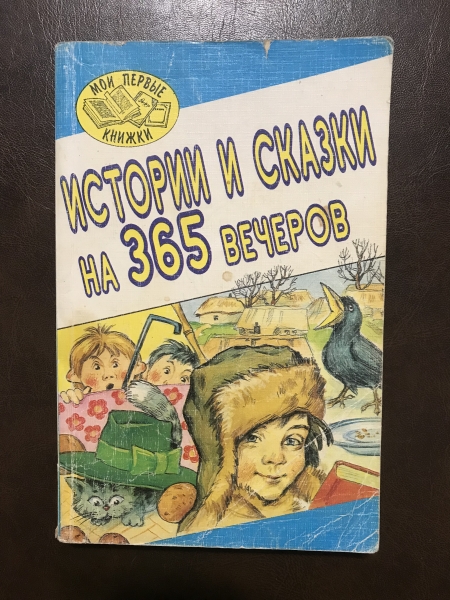 МОИ ПЕРВЫЕ
КНИЖКИ
ИСТОРИИ И СКАЗКИ
НА 365 ВЕЧЕРОВ